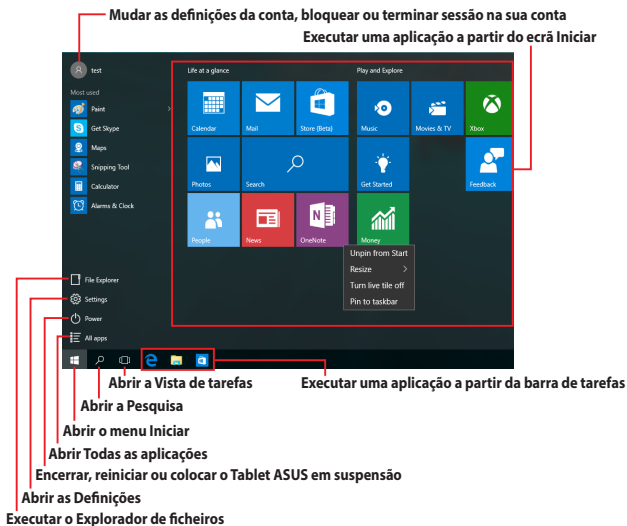 Mudar as definições da conta, bloquear ou terminar sessão na sua conta
Executar uma aplicação a partir do ecrã Iniciar
test
Most used
Paint
Get Skype
Maps
Snipping Tool
Calculator
Alarms & Clock
File Explorer
Settings
Power
All apps
Life at a glance
Play and Explore
Calendar
Mail
Store (Beta)
Music
Movies & TV
Xbox
Photos
Search
Get Started
Feedback
People
News
OneNote
Money
Unpin from Start
Resize
Turn live tile off
Pin to taskbar
Abrir a Vista de tarefas
Executar uma aplicação a partir da barra de tarefas
Abrir a Pesquisa
Abrir o menu Iniciar
Abrir Todas as aplicações
Encerrar, reiniciar ou colocar o Tablet ASUS em suspensão
Abrir as Definições
Executar o Explorador de ficheiros